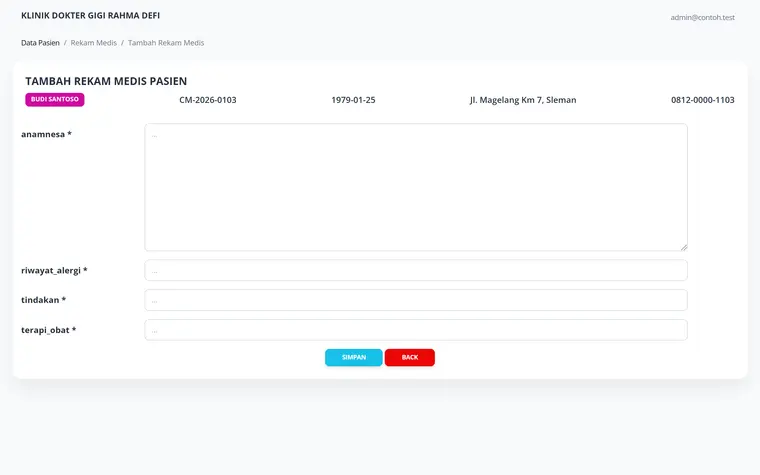 KLINIK DOKTER GIGI RAHMA DEFI
admin@contoh.test
Data Pasien / Rekam Medis / Tambah Rekam Medis
TAMBAH REKAM MEDIS PASIEN
BUDI SANTOSO CM-2026-0103 1979-01-25 Jl. Magelang Km 7, Sleman 0812-0000-1103
anamnesa *
...
riwayat_alergi *
...
tindakan *
...
terapi_obat *
...
SIMPAN BACK